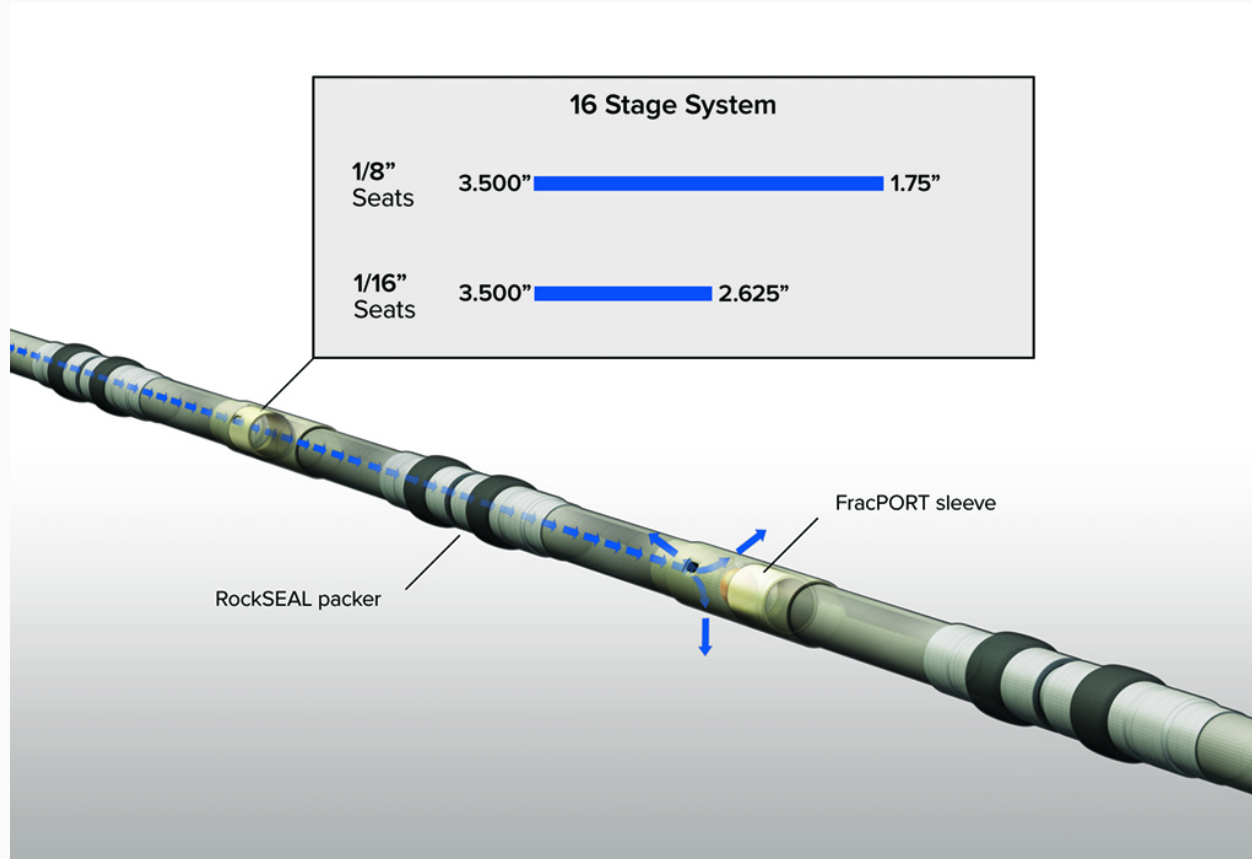 16 Stage System
1/8” 
Seats
3.500” 1.75”
1/16”
Seats
3.500” 2.625”
FracPORT sleeve
RockSEAL packer